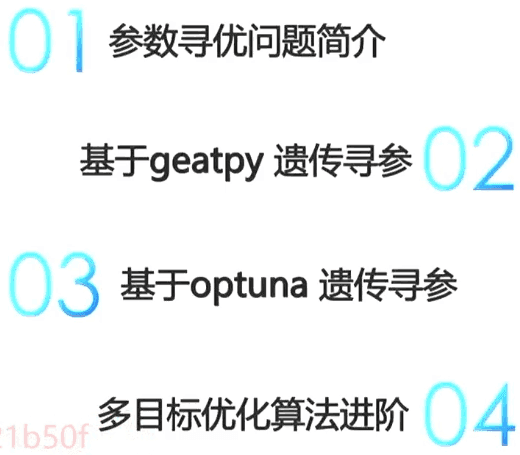 01 参数寻优问题简介
基于geatpy 遗传寻参 02
03 基于optuna 遗传寻参
多目标优化算法进阶 04
21b50f